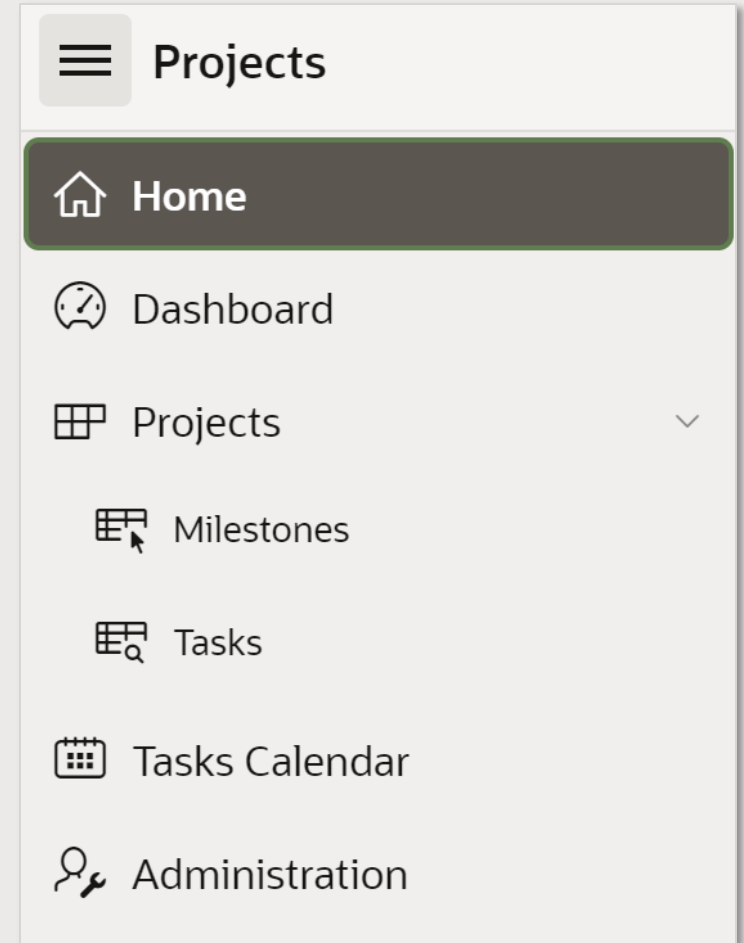 Projects
Home
Dashboard
Projects
Milestones
Tasks
Tasks Calendar
Administration